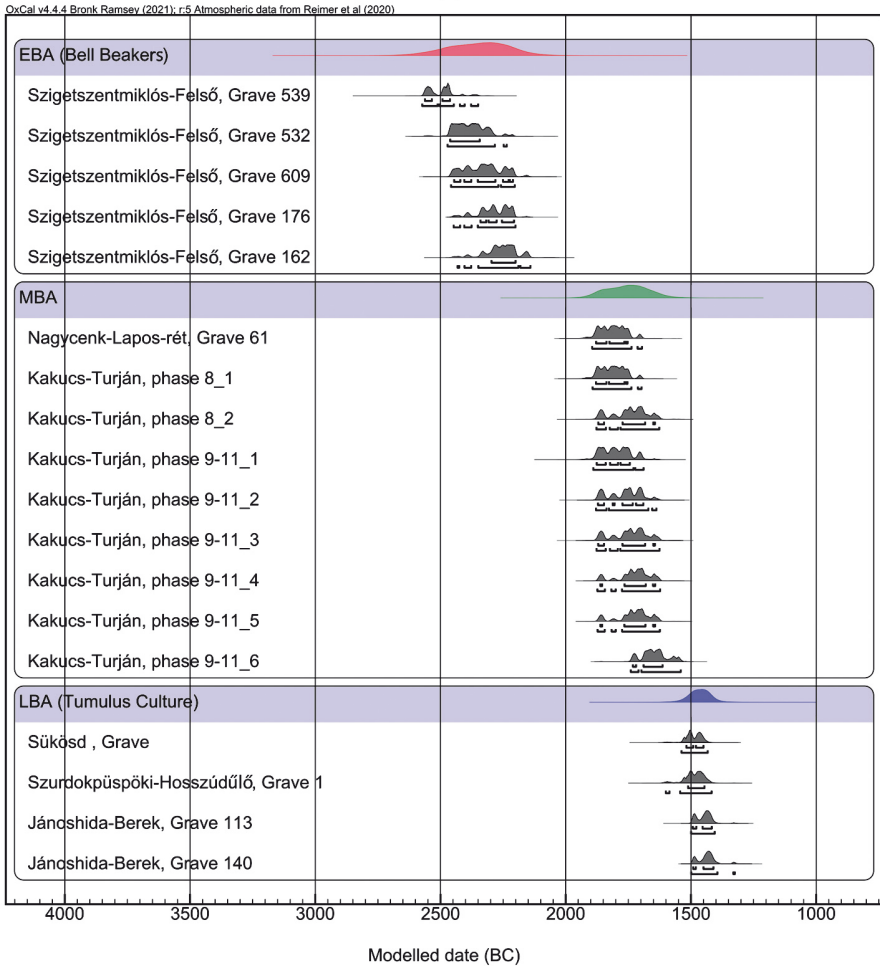 OxCal v4.4.4 Bronk Ramsey (2021); r:5 Atmospheric data from Reimer et al (2020)
EBA (Bell Beakers)
Szigetszentmiklós-Felső, Grave 539
Szigetszentmiklós-Felső, Grave 532
Szigetszentmiklós-Felső, Grave 609
Szigetszentmiklós-Felső, Grave 176
Szigetszentmiklós-Felső, Grave 162
MBA
Nagycenk-Lapos-rét, Grave 61
Kakucs-Turján, phase 8_1
Kakucs-Turján, phase 8_2
Kakucs-Turján, phase 9-11_1
Kakucs-Turján, phase 9-11_2
Kakucs-Turján, phase 9-11_3
Kakucs-Turján, phase 9-11_4
Kakucs-Turján, phase 9-11_5
Kakucs-Turján, phase 9-11_6
LBA (Tumulus Culture)
Sükösd , Grave
Szurdokpüspöki-Hosszúdűlő, Grave 1
Jánoshida-Berek, Grave 113
Jánoshida-Berek, Grave 140
4000 3500 3000 2500 2000 1500 1000
Modelled date (BC)